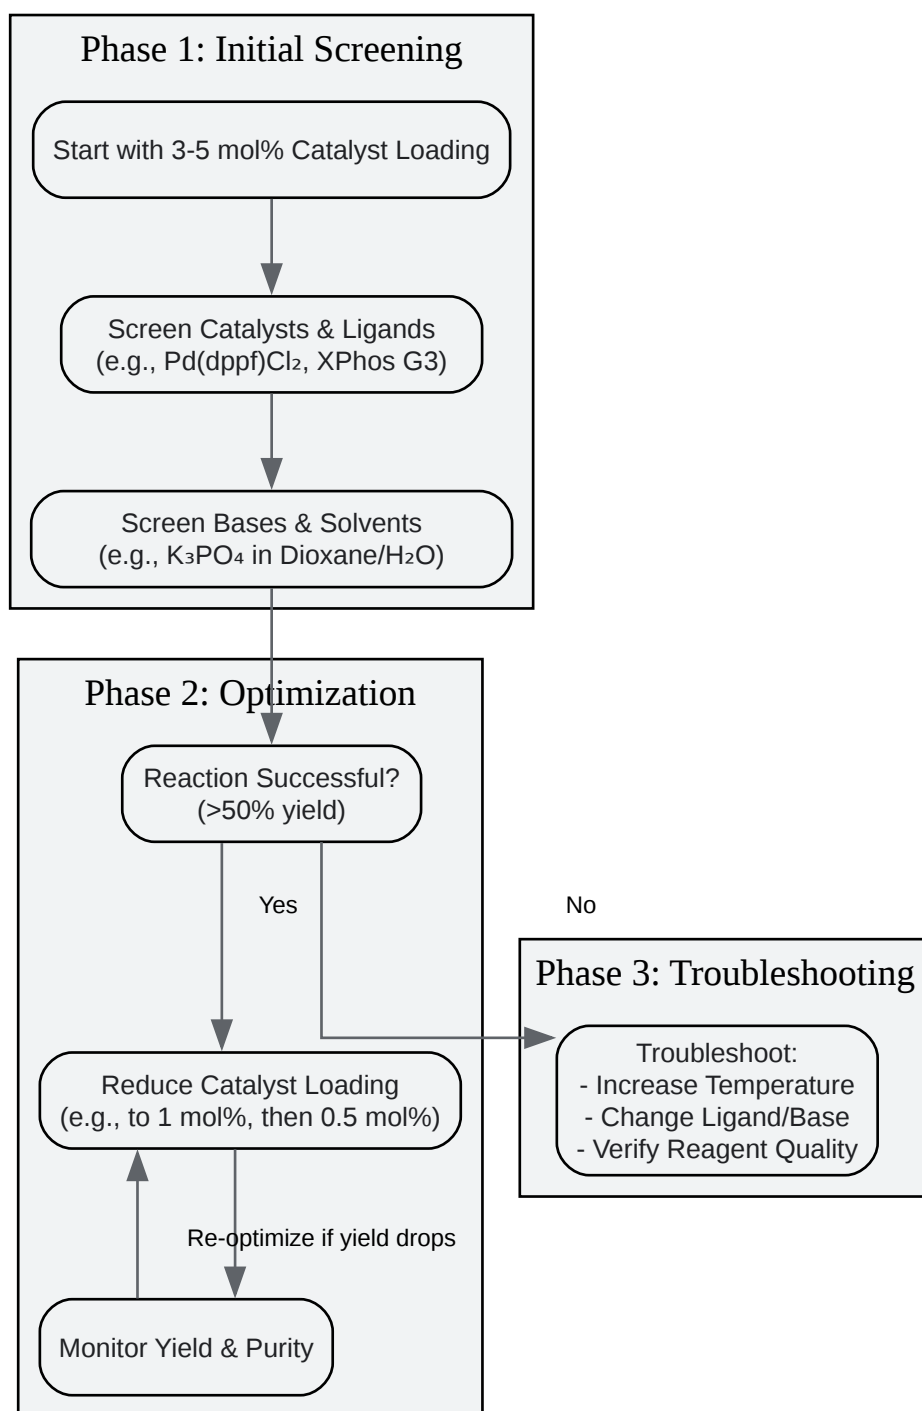 Phase 1: Initial Screening
Start with 3-5 mol% Catalyst Loading
Screen Catalysts & Ligands
(e.g., Pd(dppf)Cl₂, XPhos G3)
Screen Bases & Solvents
(e.g., K₃PO₄ in Dioxane/H₂O)
Phase 2: Optimization
Reaction Successful?
(>50% yield)
Yes
No
Phase 3: Troubleshooting
Troubleshoot:
- Increase Temperature
- Change Ligand/Base
- Verify Reagent Quality
Reduce Catalyst Loading
(e.g., to 1 mol%, then 0.5 mol%)
Re-optimize if yield drops
Monitor Yield & Purity